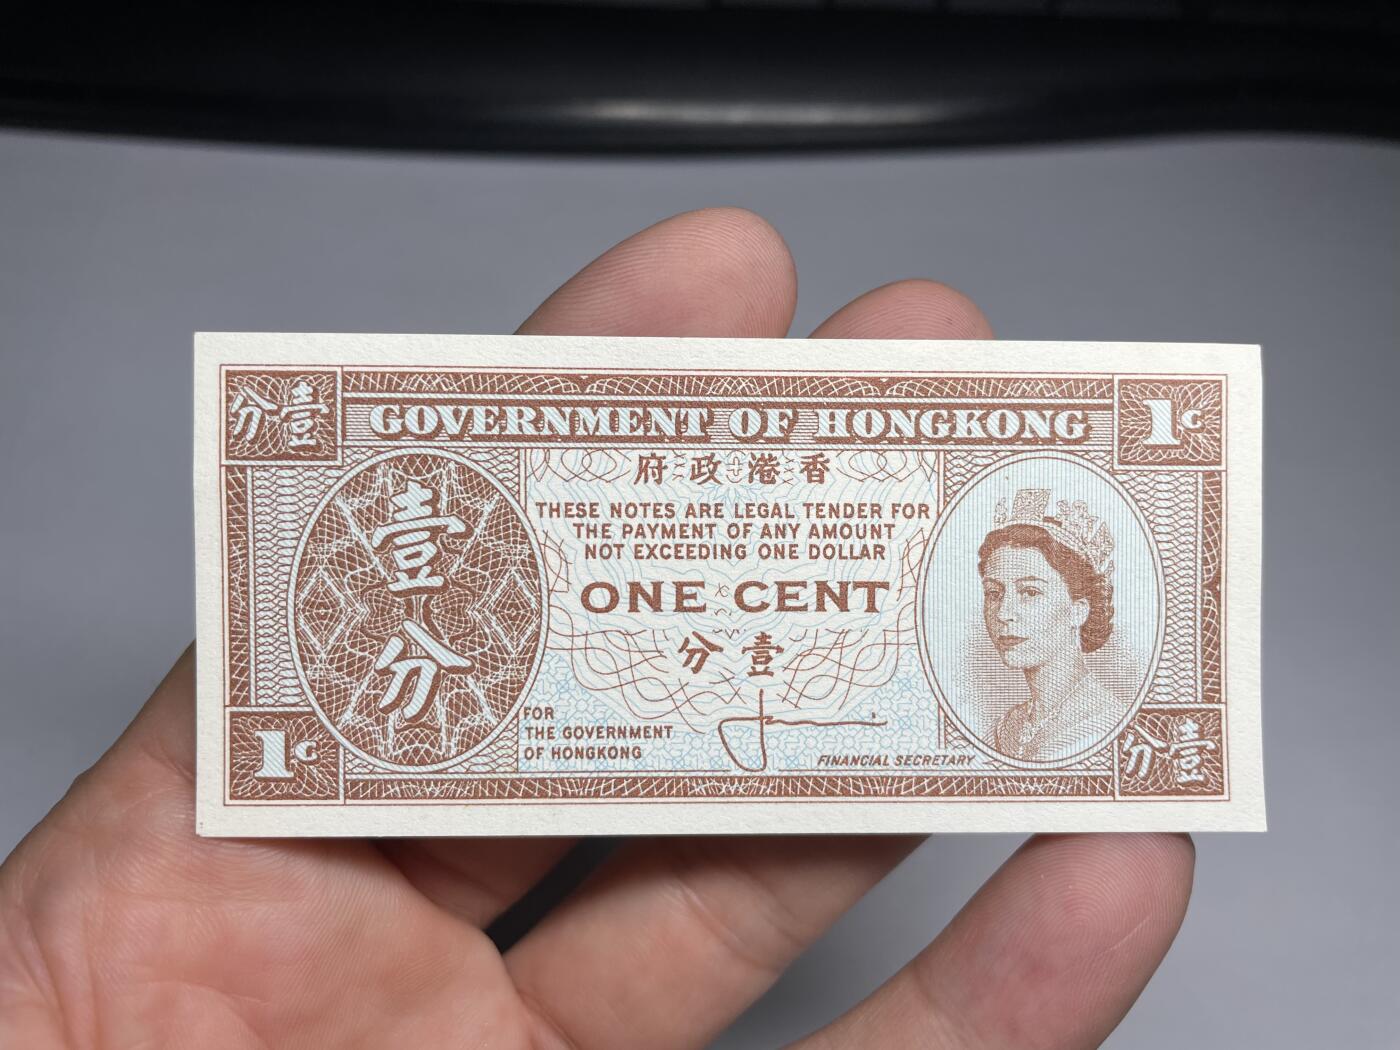 分壹
GOVERNMENT OF HONGKONG
1¢
府政港香
THESE NOTES ARE LEGAL TENDER FOR
THE PAYMENT OF ANY AMOUNT
NOT EXCEEDING ONE DOLLAR
ONE CENT
分壹
壹
分
FOR
THE GOVERNMENT
OF HONGKONG
FINANCIAL SECRETARY
1¢
分壹